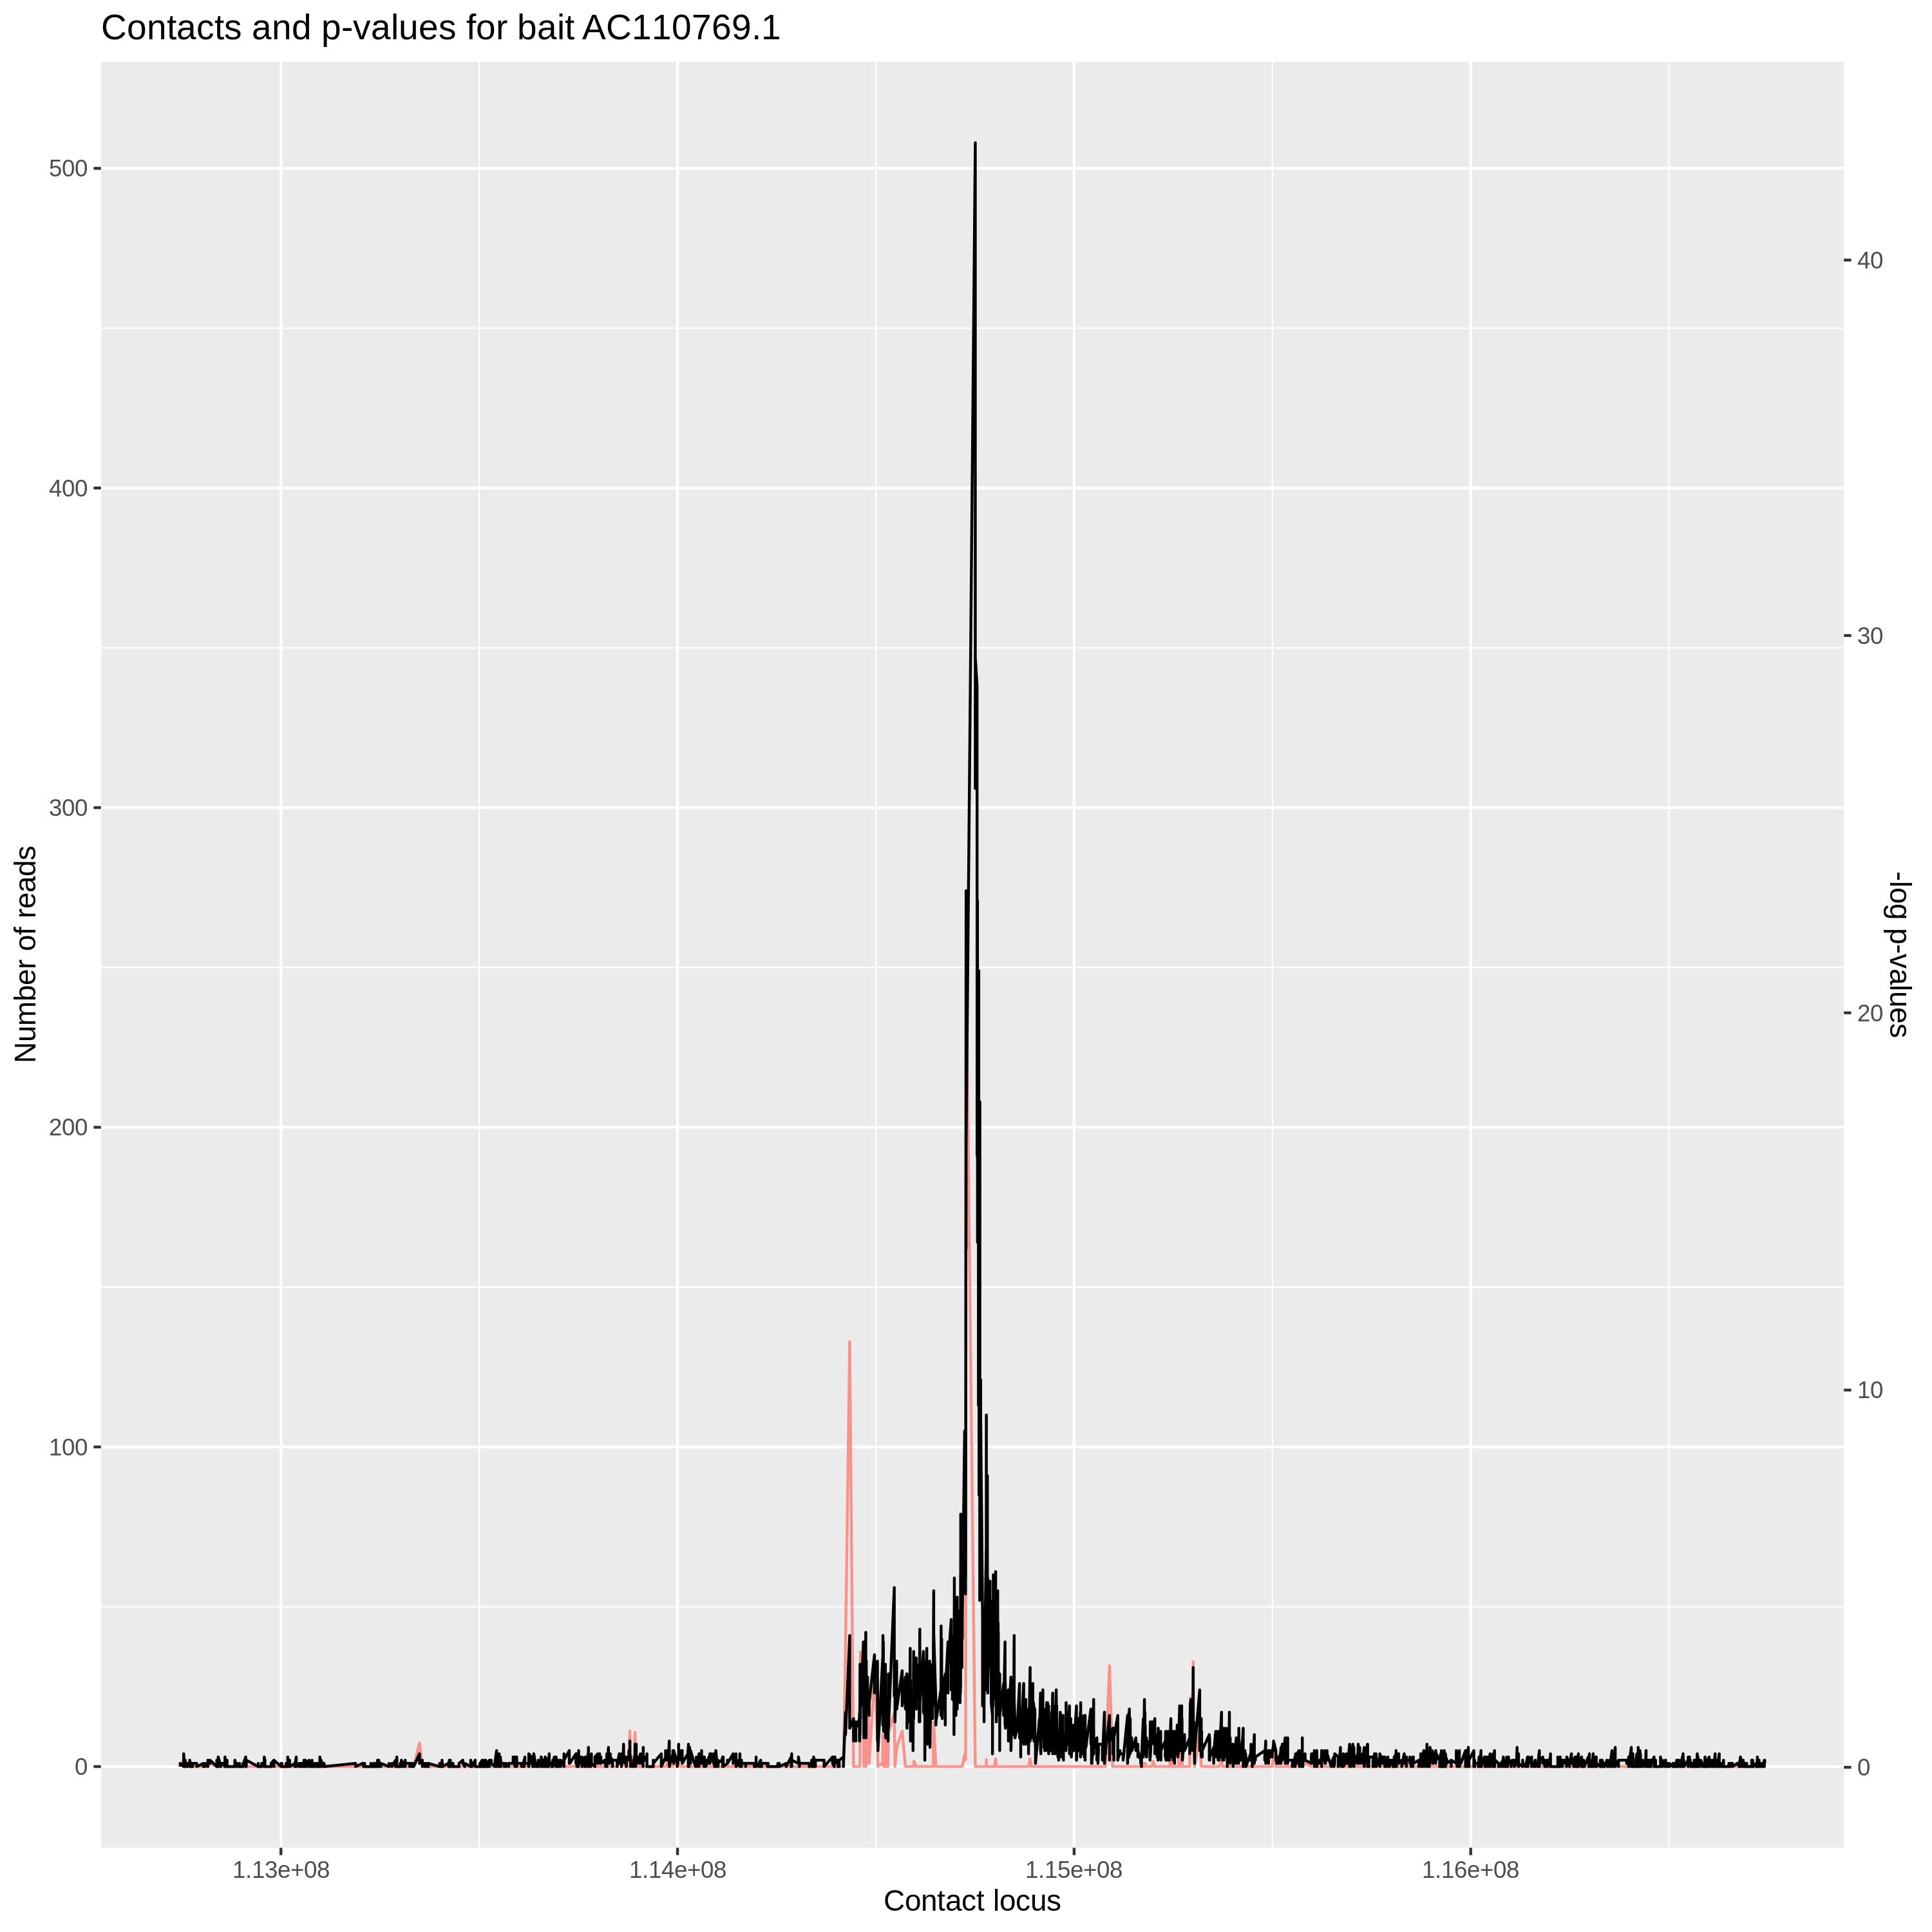 Contacts and p-values for bait AC110769.1
500
400
300
200
100
0
Number of reads
40
30
20
10
0
-log p-values
1.13e+08
1.14e+08
1.15e+08
1.16e+08
Contact locus